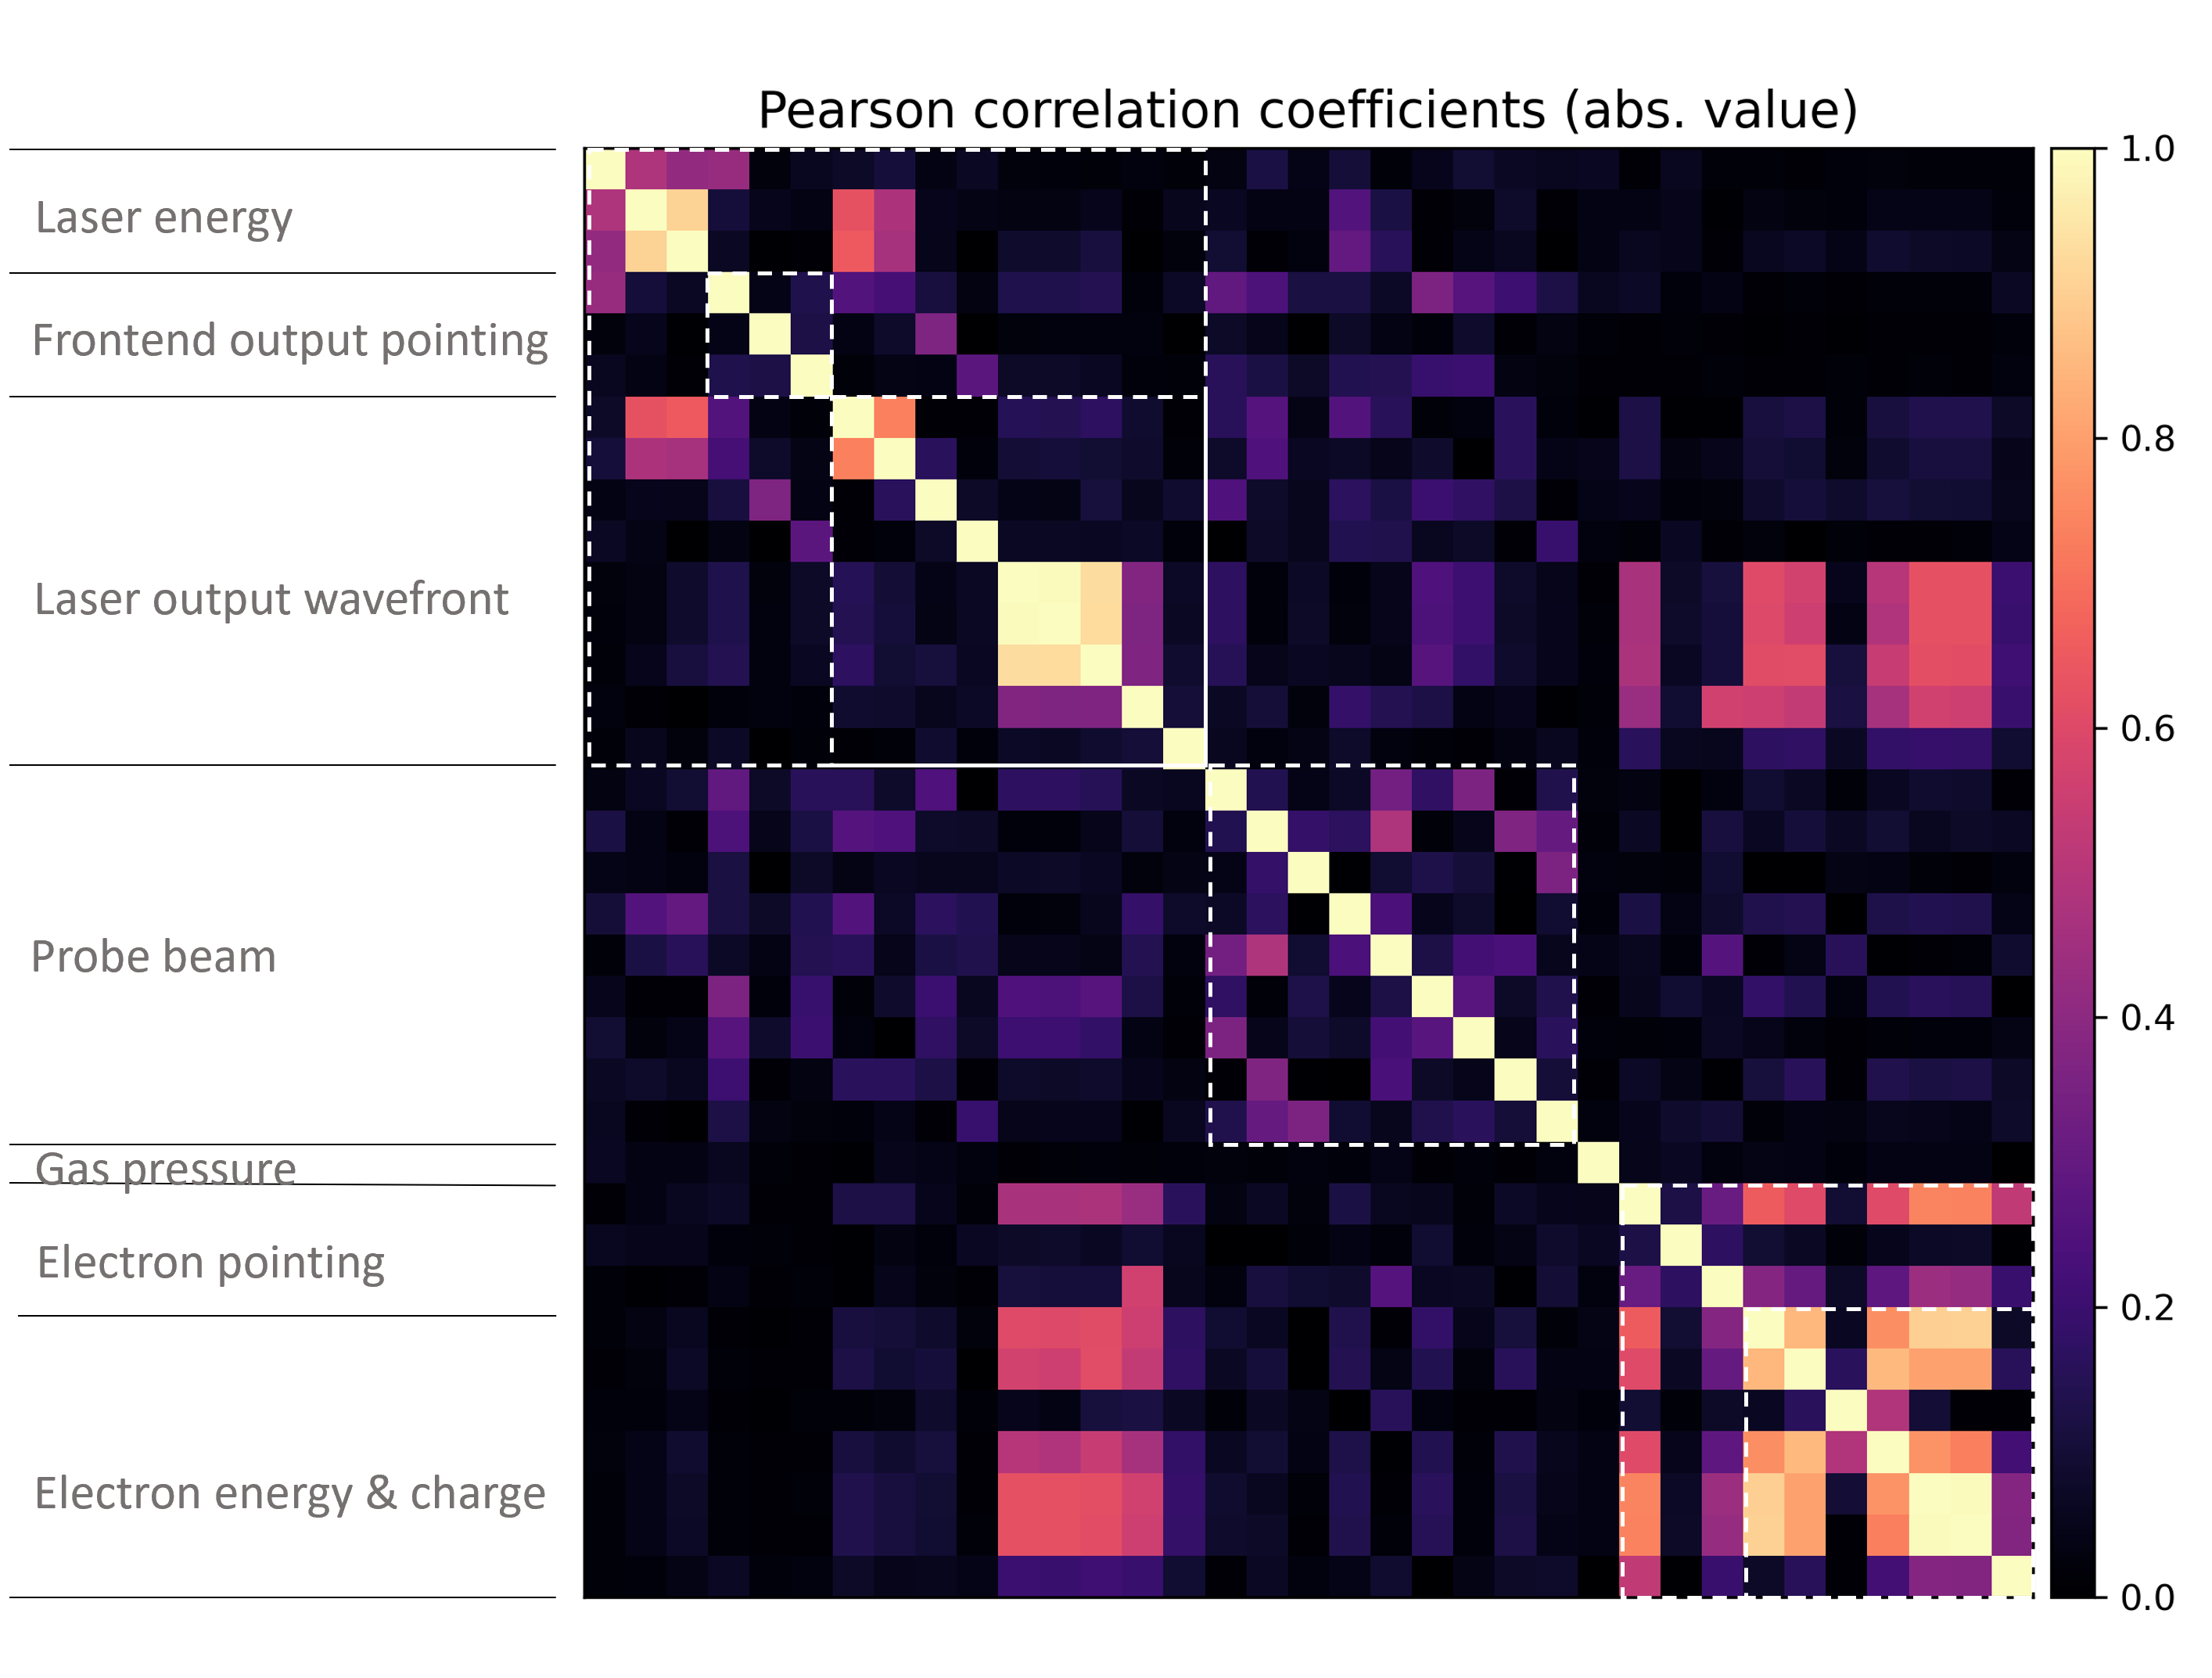 Pearson correlation coefficients (abs. value)
Laser energy
Frontend output pointing
Laser output wavefront
Probe beam
Gas pressure
Electron pointing
Electron energy & charge
1.0
0.8
0.6
0.4
0.2
0.0